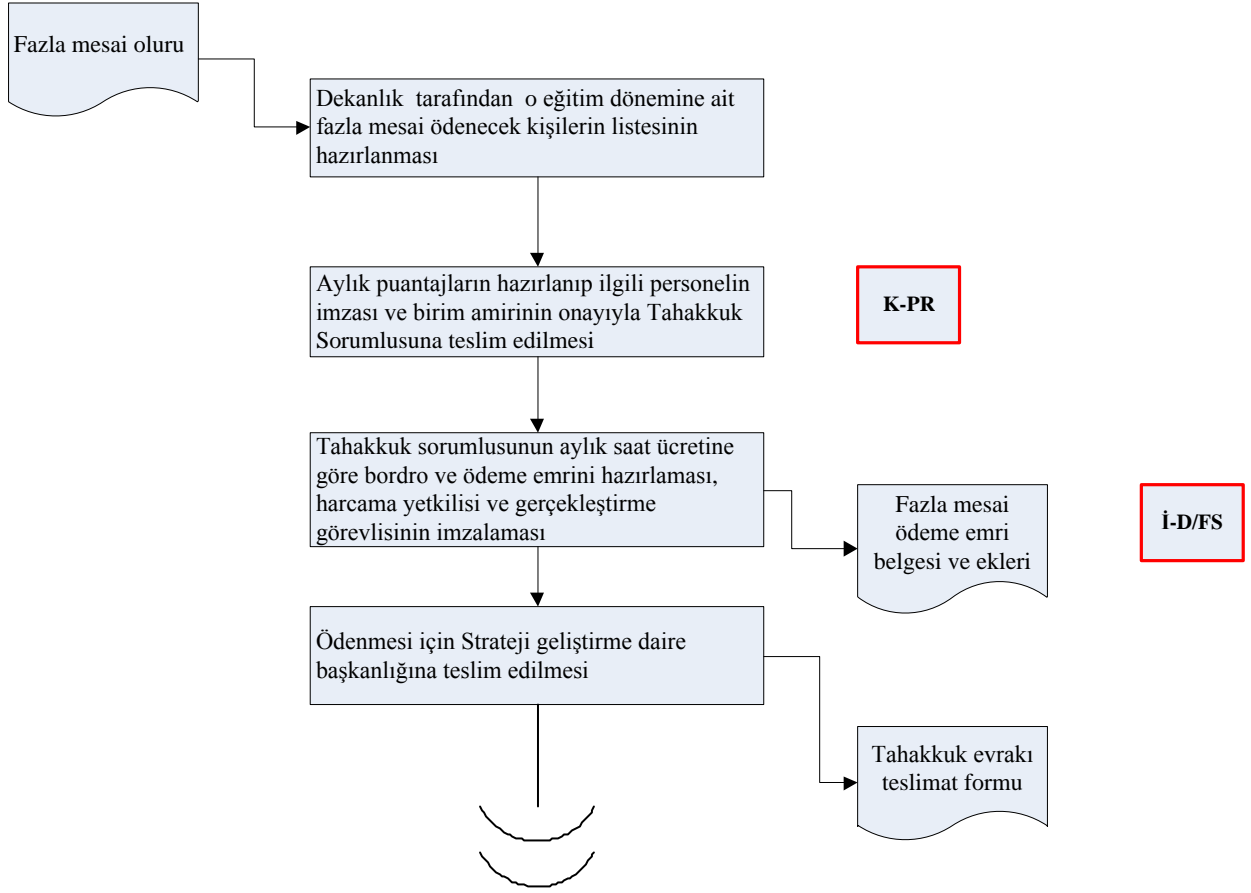 Fazla mesai oluru
Dekanlık tarafından o eğitim dönemine ait
fazla mesai ödenecek kişilerin listesinin
hazırlanması
Aylık puantajların hazırlanıp ilgili personelin
imzası ve birim amirinin onayıyla Tahakkuk
Sorumlusuna teslim edilmesi
K-PR
Tahakkuk sorumlusunun aylık saat ücretine
göre bordro ve ödeme emrini hazırlaması,
harcama yetkilisi ve gerçekleştirme
görevlisinin imzalaması
Fazla mesai
ödeme emri
belgesi ve ekleri
İ-D/FS
Ödenmesi için Strateji geliştirme daire
başkanlığına teslim edilmesi
Tahakkuk evrakı
teslimat formu